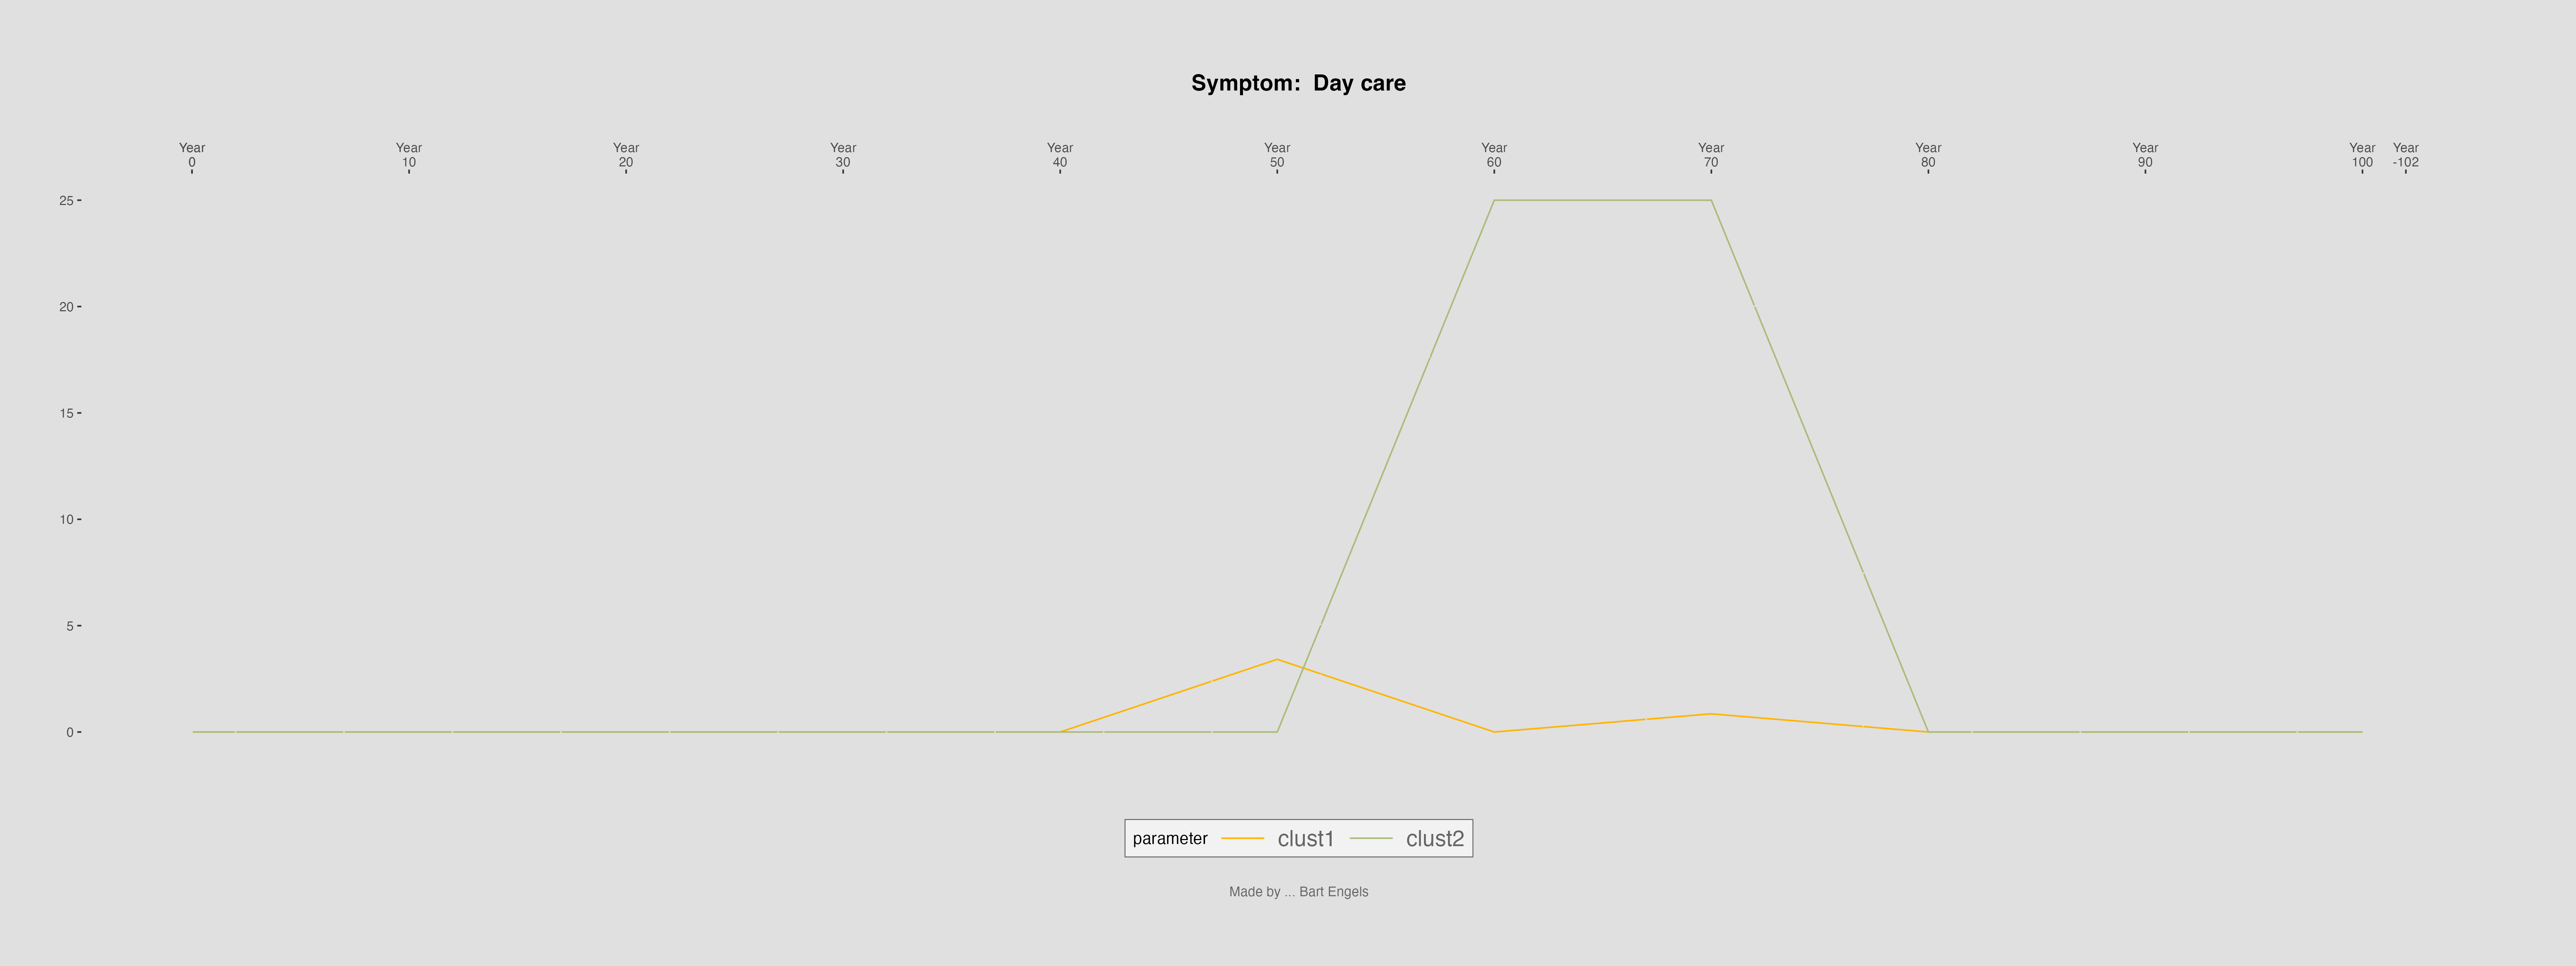 Symptom:  Day care
Year Year Year Year Year Year Year Year Year Year Year Year
0 10 20 30 40 50 60 70 80 90 100 -102
25
20
15
10
5
0
parameter clust1 clust2
Made by ... Bart Engels